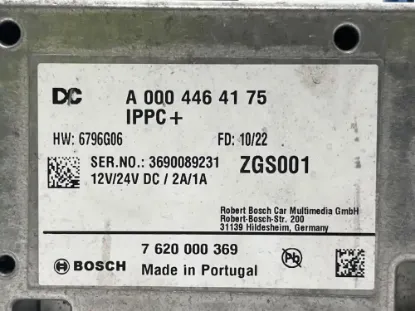 DC A 000 446 41 75
IPPC+
HW: 6796G06 FD: 10/22
SER.NO.: 3690089231 ZGS001
12V/24V DC / 2A/1A
Robert Bosch Car Multimedia GmbH
Robert-Bosch-Str. 200
31139 Hildesheim, Germany
7 620 000 369
BOSCH Made in Portugal Pb